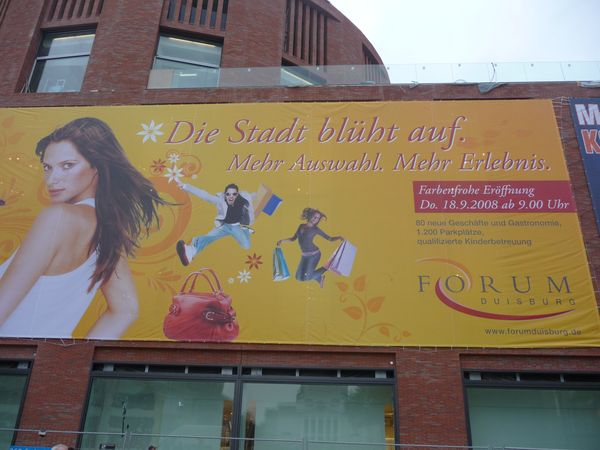 Die Stadt blüht auf.
Mehr Auswahl. Mehr Erlebnis.
Farbenfrohe Eröffnung
Do. 18.9.2008 ab 9.00 Uhr
80 neue Geschäfte und Gastronomie,
1.200 Parkplätze,
qualifizierte Kinderbetreuung
FORUM
DUISBURG
www.forumduisburg.de